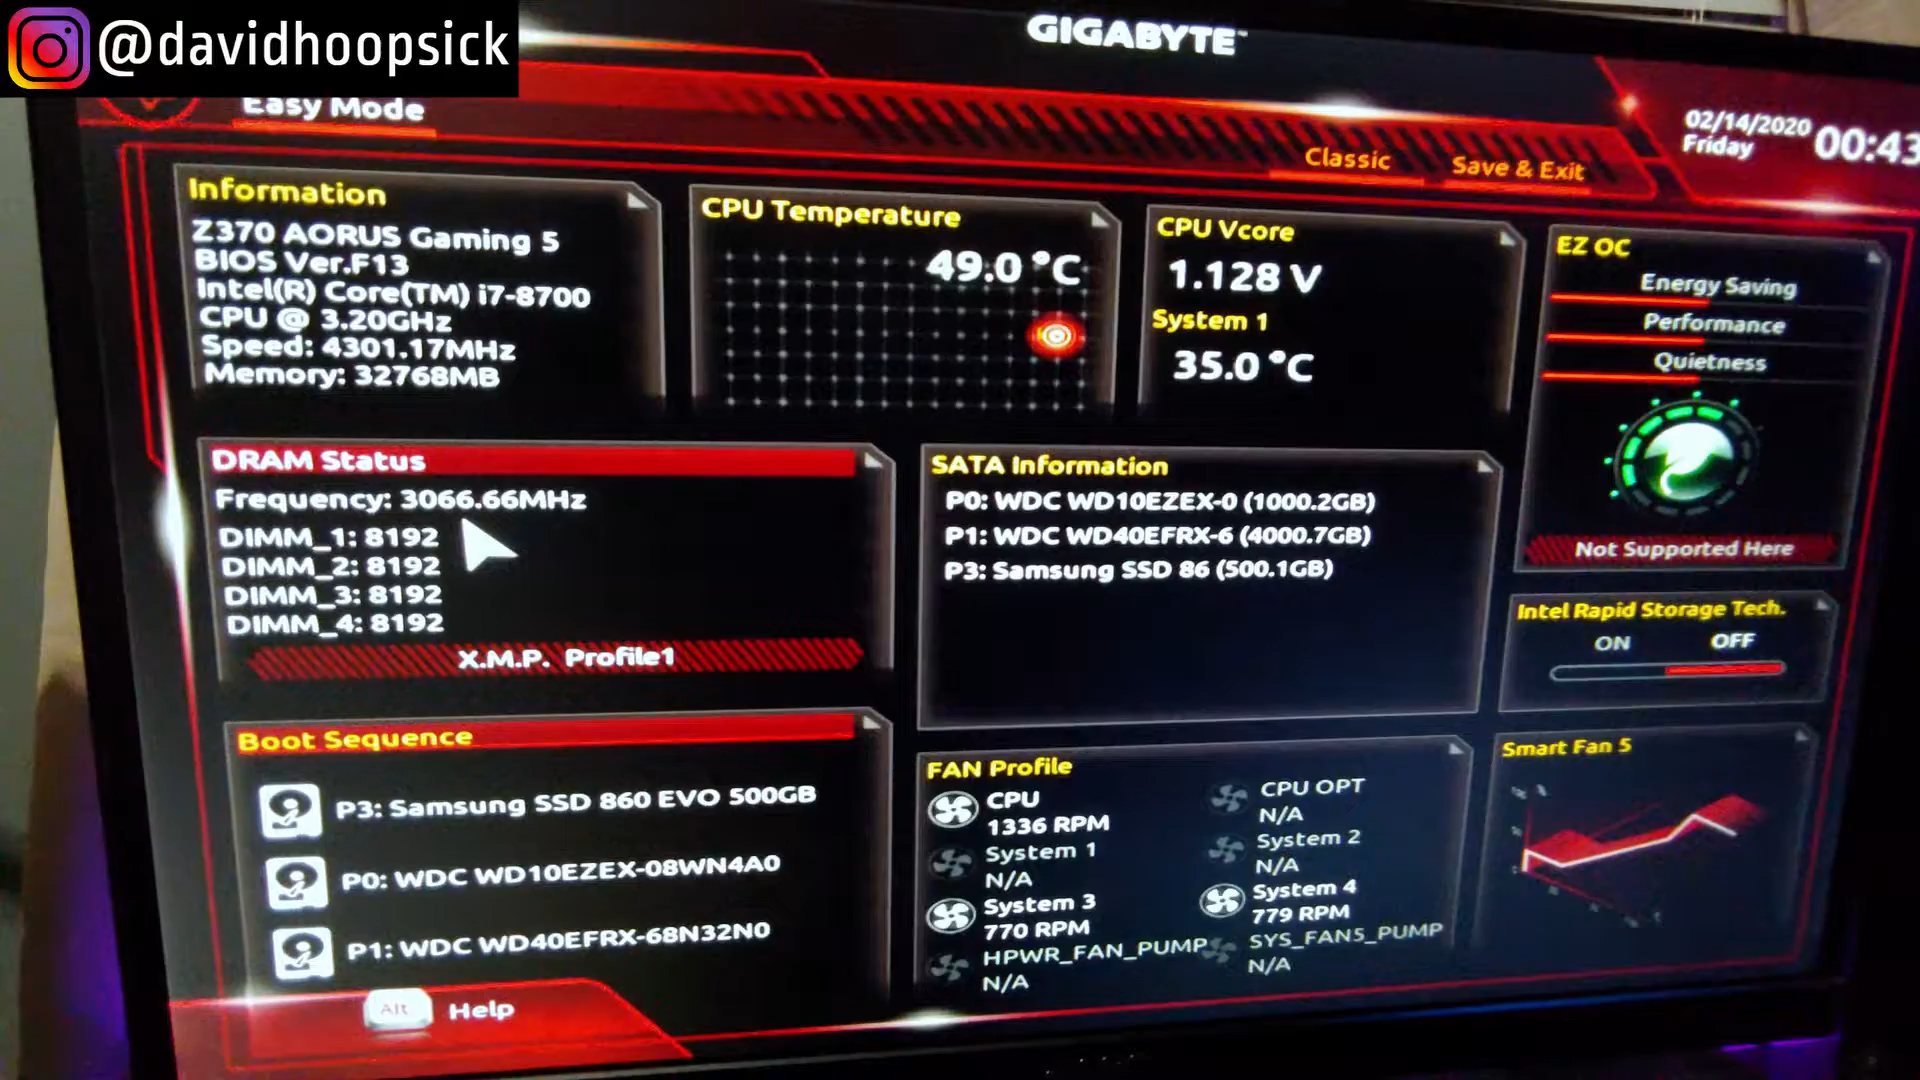 @davidhoopsick
GIGABYTE™
Easy Mode
02/14/2020
Friday
00:43
Classic
Save & Exit
Information
Z370 AORUS Gaming 5
BIOS Ver.F13
Intel(R) Core(TM) i7-8700
CPU @ 3.20GHz
Speed: 4301.17MHz
Memory: 32768MB
CPU Temperature
49.0 °C
CPU Vcore
1.128 V
System 1
35.0 °C
EZ OC
Energy Saving
Performance
Quietness
Not Supported Here
DRAM Status
Frequency: 3066.66MHz
DIMM_1: 8192
DIMM_2: 8192
DIMM_3: 8192
DIMM_4: 8192
X.M.P. Profile1
SATA Information
P0: WDC WD10EZEX-0 (1000.2GB)
P1: WDC WD40EFRX-6 (4000.7GB)
P3: Samsung SSD 86 (500.1GB)
Intel Rapid Storage Tech.
ON OFF
Boot Sequence
P3: Samsung SSD 860 EVO 500GB
P0: WDC WD10EZEX-08WN4A0
P1: WDC WD40EFRX-68N32N0
FAN Profile
CPU
1336 RPM
CPU OPT
N/A
System 1
N/A
System 2
N/A
System 3
770 RPM
System 4
779 RPM
HPWR_FAN_PUMP
N/A
SYS_FAN5_PUMP
N/A
Smart Fan 5
Alt Help